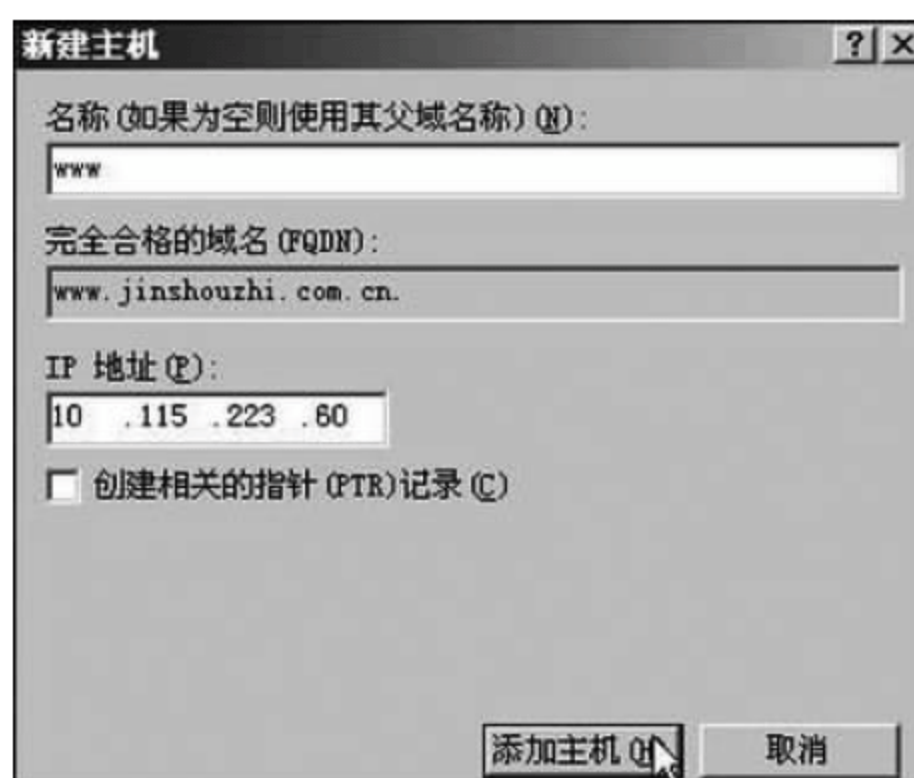 新建主机
名称(如果为空则使用其父域名称)(N):
www
完全合格的域名(FQDN):
www.jinshouzhi.com.cn.
IP 地址(P):
10 .115 .223 .60
创建相关的指针(PTR)记录(C)
添加主机(H) 取消